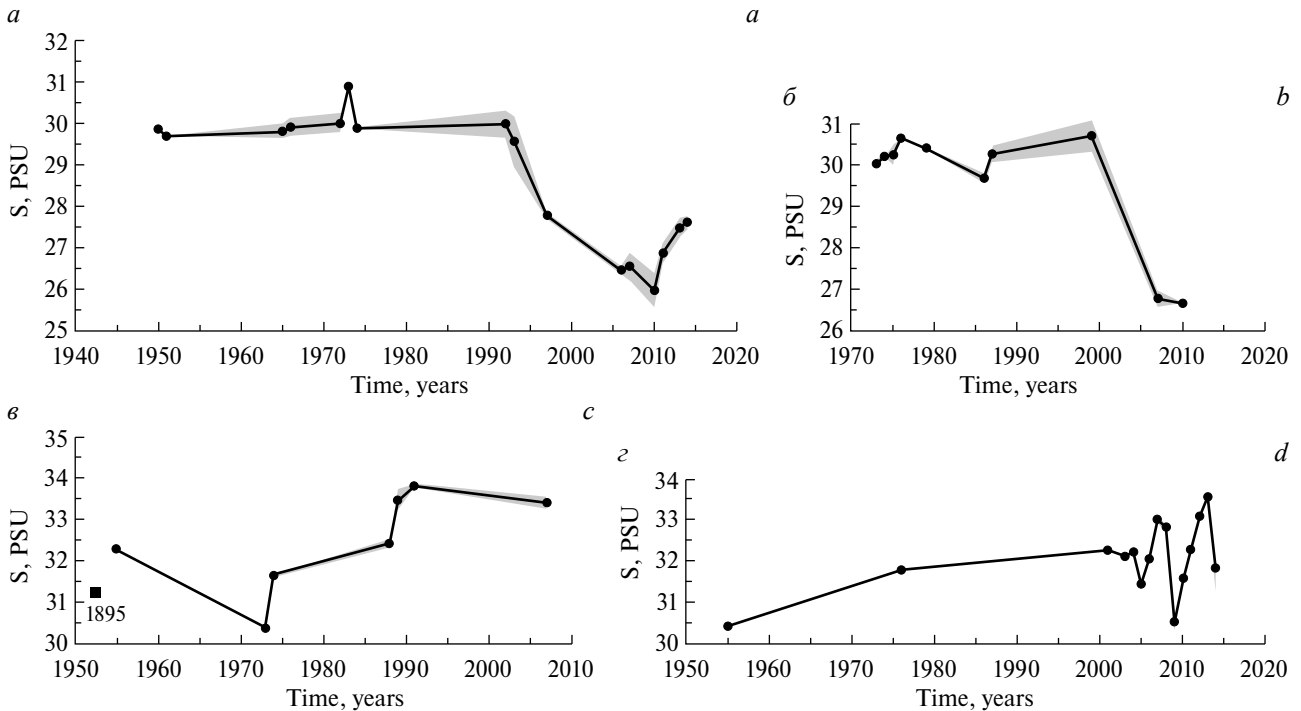 а
a
S, PSU
32
31
30
29
28
27
26
25
1940 1950 1960 1970 1980 1990 2000 2010 2020
Time, years
б
b
S, PSU
31
30
29
28
27
26
1970 1980 1990 2000 2010 2020
Time, years
в
c
S, PSU
35
34
33
32
31
30
1895
1950 1960 1970 1980 1990 2000 2010
Time, years
г
d
S, PSU
34
33
32
31
30
1950 1960 1970 1980 1990 2000 2010 2020
Time, years